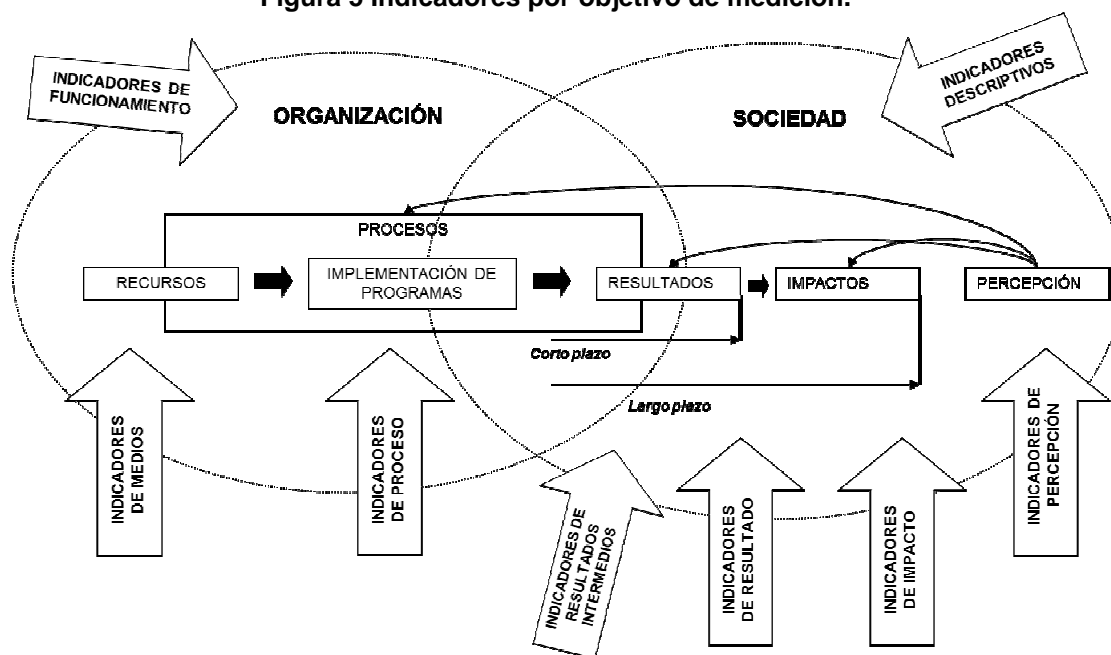 Figura 5 Indicadores por objetivo de medición.
INDICADORES DE
FUNCIONAMIENTO
ORGANIZACIÓN
SOCIEDAD
INDICADORES
DESCRIPTIVOS
PROCESOS
RECURSOS
IMPLEMENTACIÓN DE
PROGRAMAS
RESULTADOS
IMPACTOS
PERCEPCIÓN
Corto plazo
Largo plazo
INDICADORES
DE MEDIOS
INDICADORES
DE PROCESO
INDICADORES DE
RESULTADOS
INTERMEDIOS
INDICADORES
DE RESULTADO
INDICADORES
DE IMPACTO
INDICADORES DE
PERCEPCIÓN